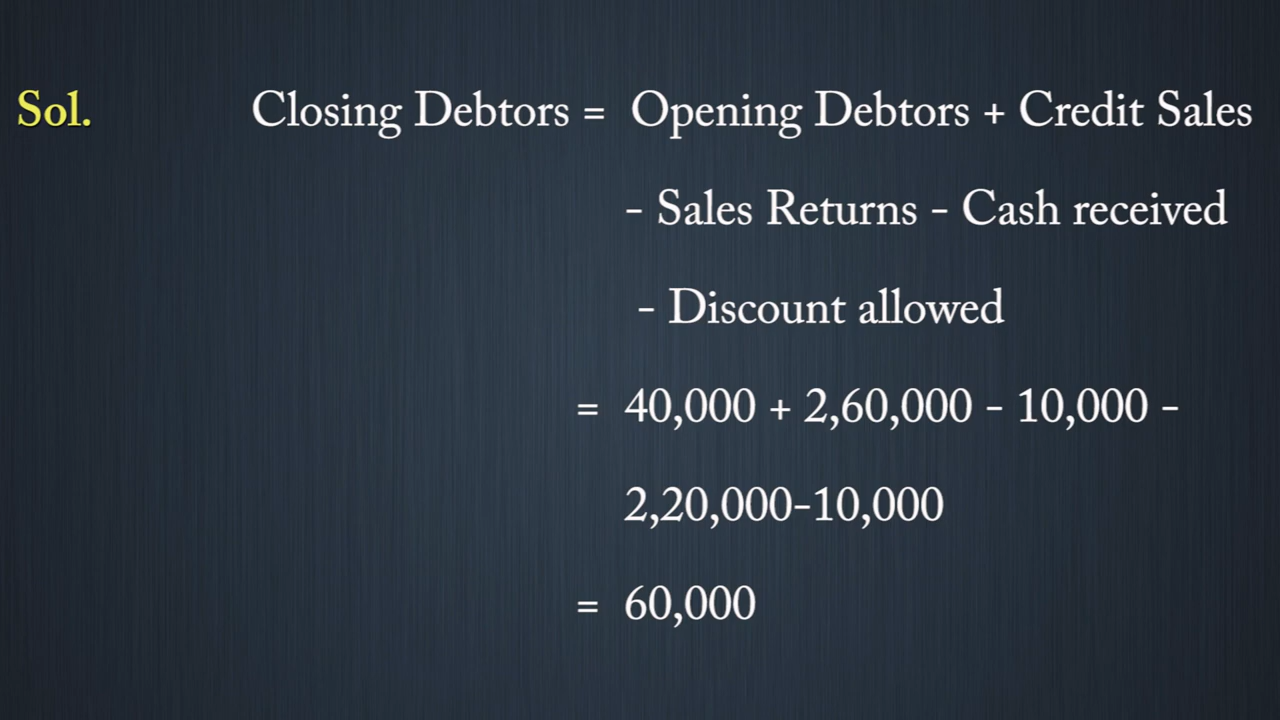 Sol. Closing Debtors = Opening Debtors + Credit Sales
- Sales Returns - Cash received
- Discount allowed
= 40,000 + 2,60,000 - 10,000 -
2,20,000-10,000
= 60,000